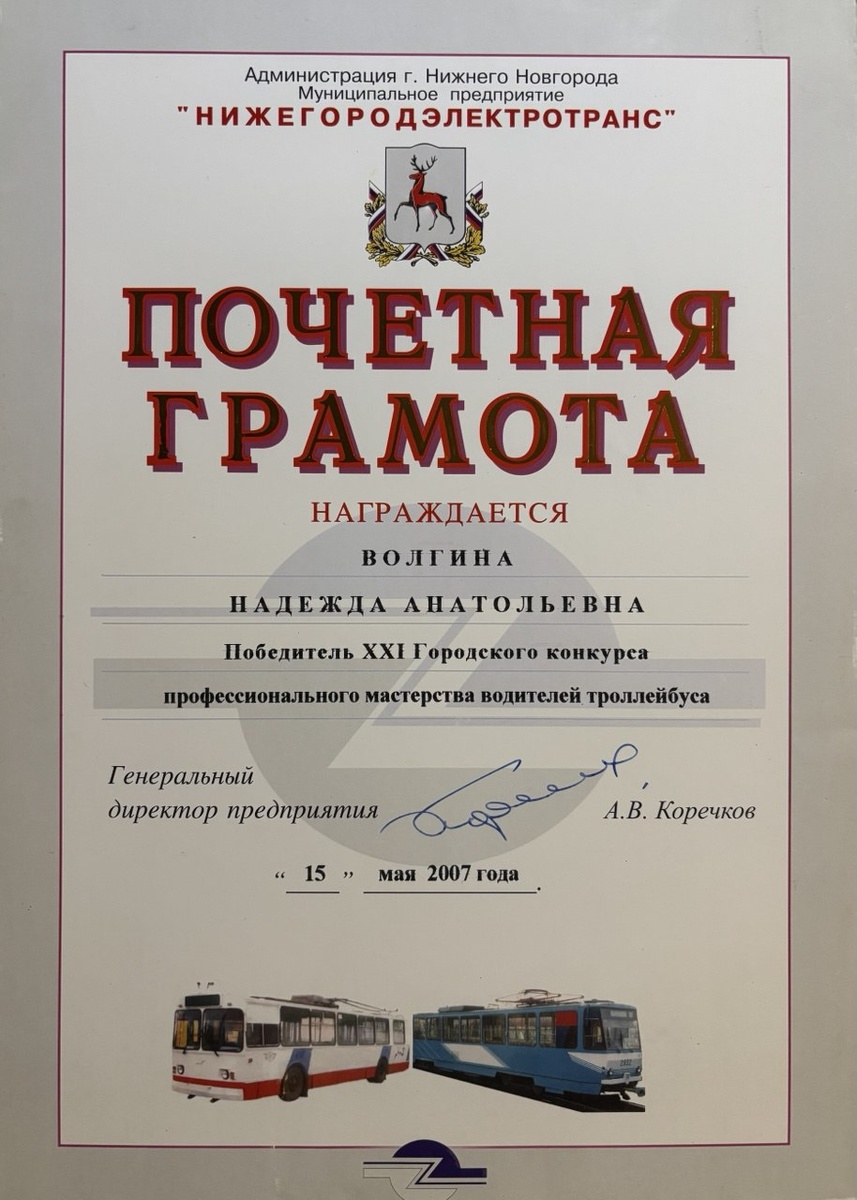 Администрация г. Нижнего Новгорода
Муниципальное предприятие
"НИЖЕГОРОДЭЛЕКТРОТРАНС"
ПОЧЕТНАЯ
ГРАМОТА
НАГРАЖДАЕТСЯ
ВОЛГИНА
НАДЕЖДА АНАТОЛЬЕВНА
Победитель XXI Городского конкурса
профессионального мастерства водителей троллейбуса
Генеральный
директор предприятия А.В. Коречков
“ 15 ” мая 2007 года.